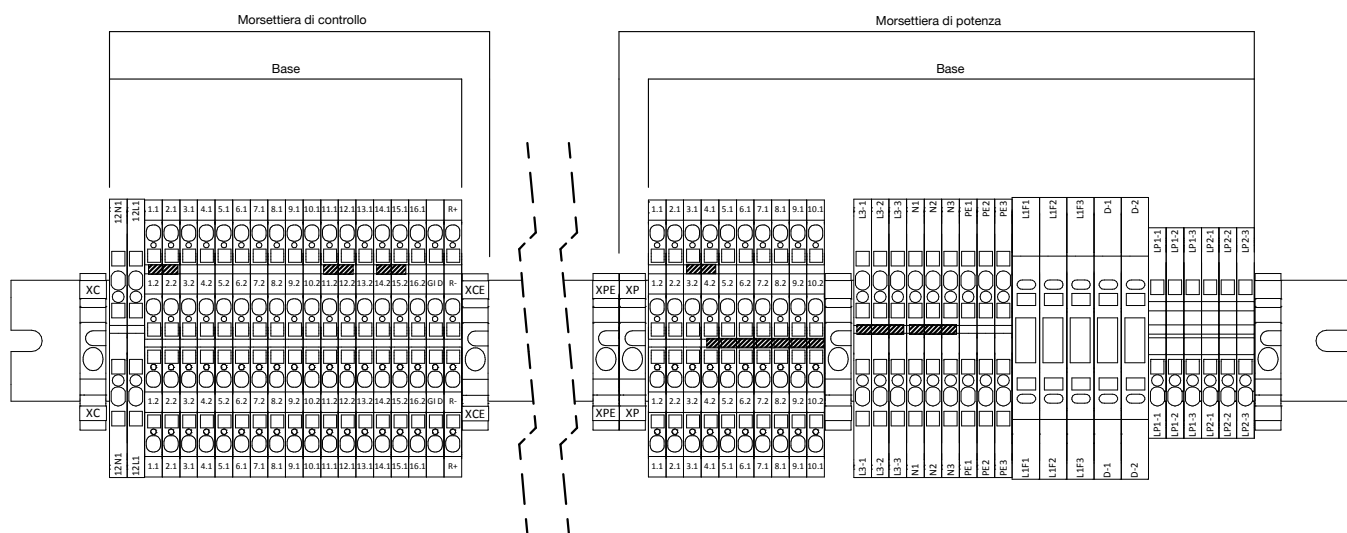 Morsettiera di controllo
Morsettiera di potenza
Base
Base
12N1 12L1 1.1 2.1 3.1 4.1 5.1 6.1 7.1 8.1 9.1 10.1 11.1 12.1 13.1 14.1 15.1 16.1 R+
1.1 2.1 3.1 4.1 5.1 6.1 7.1 8.1 9.1 10.1 L3-1 L3-2 L3-3 N1 N2 N3 PE1 PE2 PE3 L1F1 L1F2 L1F3 D-1 D-2
LP1-1 LP1-2 LP1-3 LP2-1 LP2-2 LP2-3
XC 1.2 2.2 3.2 4.2 5.2 6.2 7.2 8.2 9.2 10.2 11.2 12.2 13.2 14.2 15.2 16.2 GI D R- XCE
XPE XP 1.2 2.2 3.2 4.2 5.2 6.2 7.2 8.2 9.2 10.2
XC 1.2 2.2 3.2 4.2 5.2 6.2 7.2 8.2 9.2 10.2 11.2 12.2 13.2 14.2 15.2 16.2 GI D R- XCE
XPE XP 1.2 2.2 3.2 4.2 5.2 6.2 7.2 8.2 9.2 10.2
LP1-1 LP1-2 LP1-3 LP2-1 LP2-2 LP2-3
12N1 12L1 1.1 2.1 3.1 4.1 5.1 6.1 7.1 8.1 9.1 10.1 11.1 12.1 13.1 14.1 15.1 16.1 R+
1.1 2.1 3.1 4.1 5.1 6.1 7.1 8.1 9.1 10.1 L3-1 L3-2 L3-3 N1 N2 N3 PE1 PE2 PE3 L1F1 L1F2 L1F3 D-1 D-2